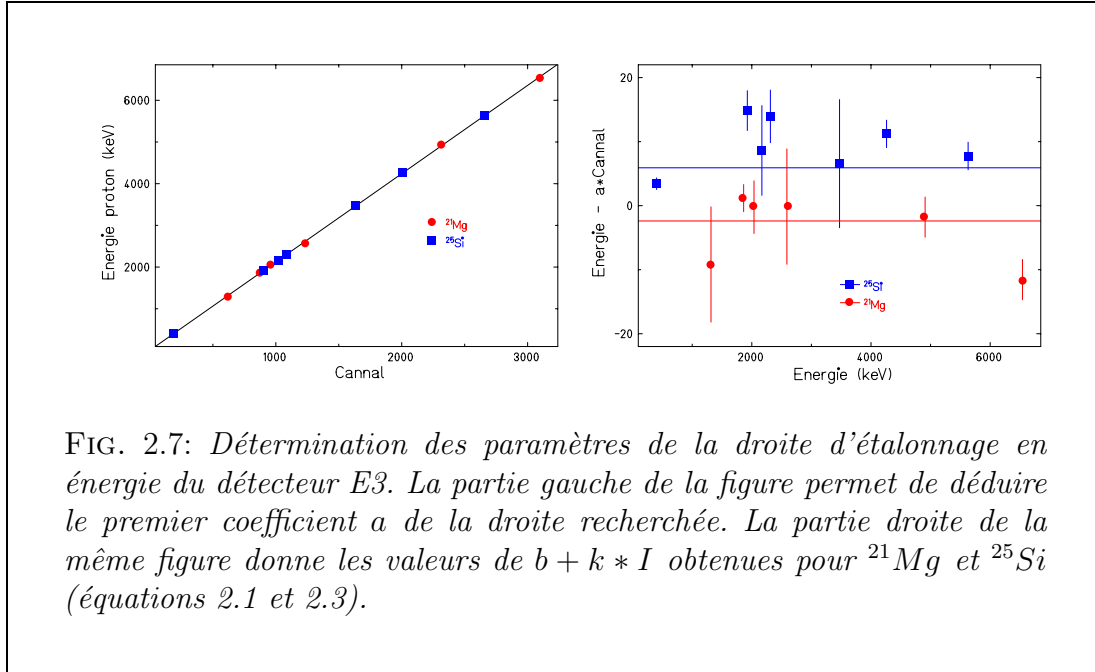 Energie proton (keV)
6000
4000
2000
1000
2000
3000
Cannal
²¹Mg
²⁵Si
Energie - a*Cannal
20
0
-20
2000
4000
6000
Energie (keV)
²⁵Si
²¹Mg
FIG. 2.7: Détermination des paramètres de la droite d'étalonnage en
énergie du détecteur E3. La partie gauche de la figure permet de déduire
le premier coefficient a de la droite recherchée. La partie droite de la
même figure donne les valeurs de b + k ∗ I obtenues pour ²¹Mg et ²⁵Si
(équations 2.1 et 2.3).